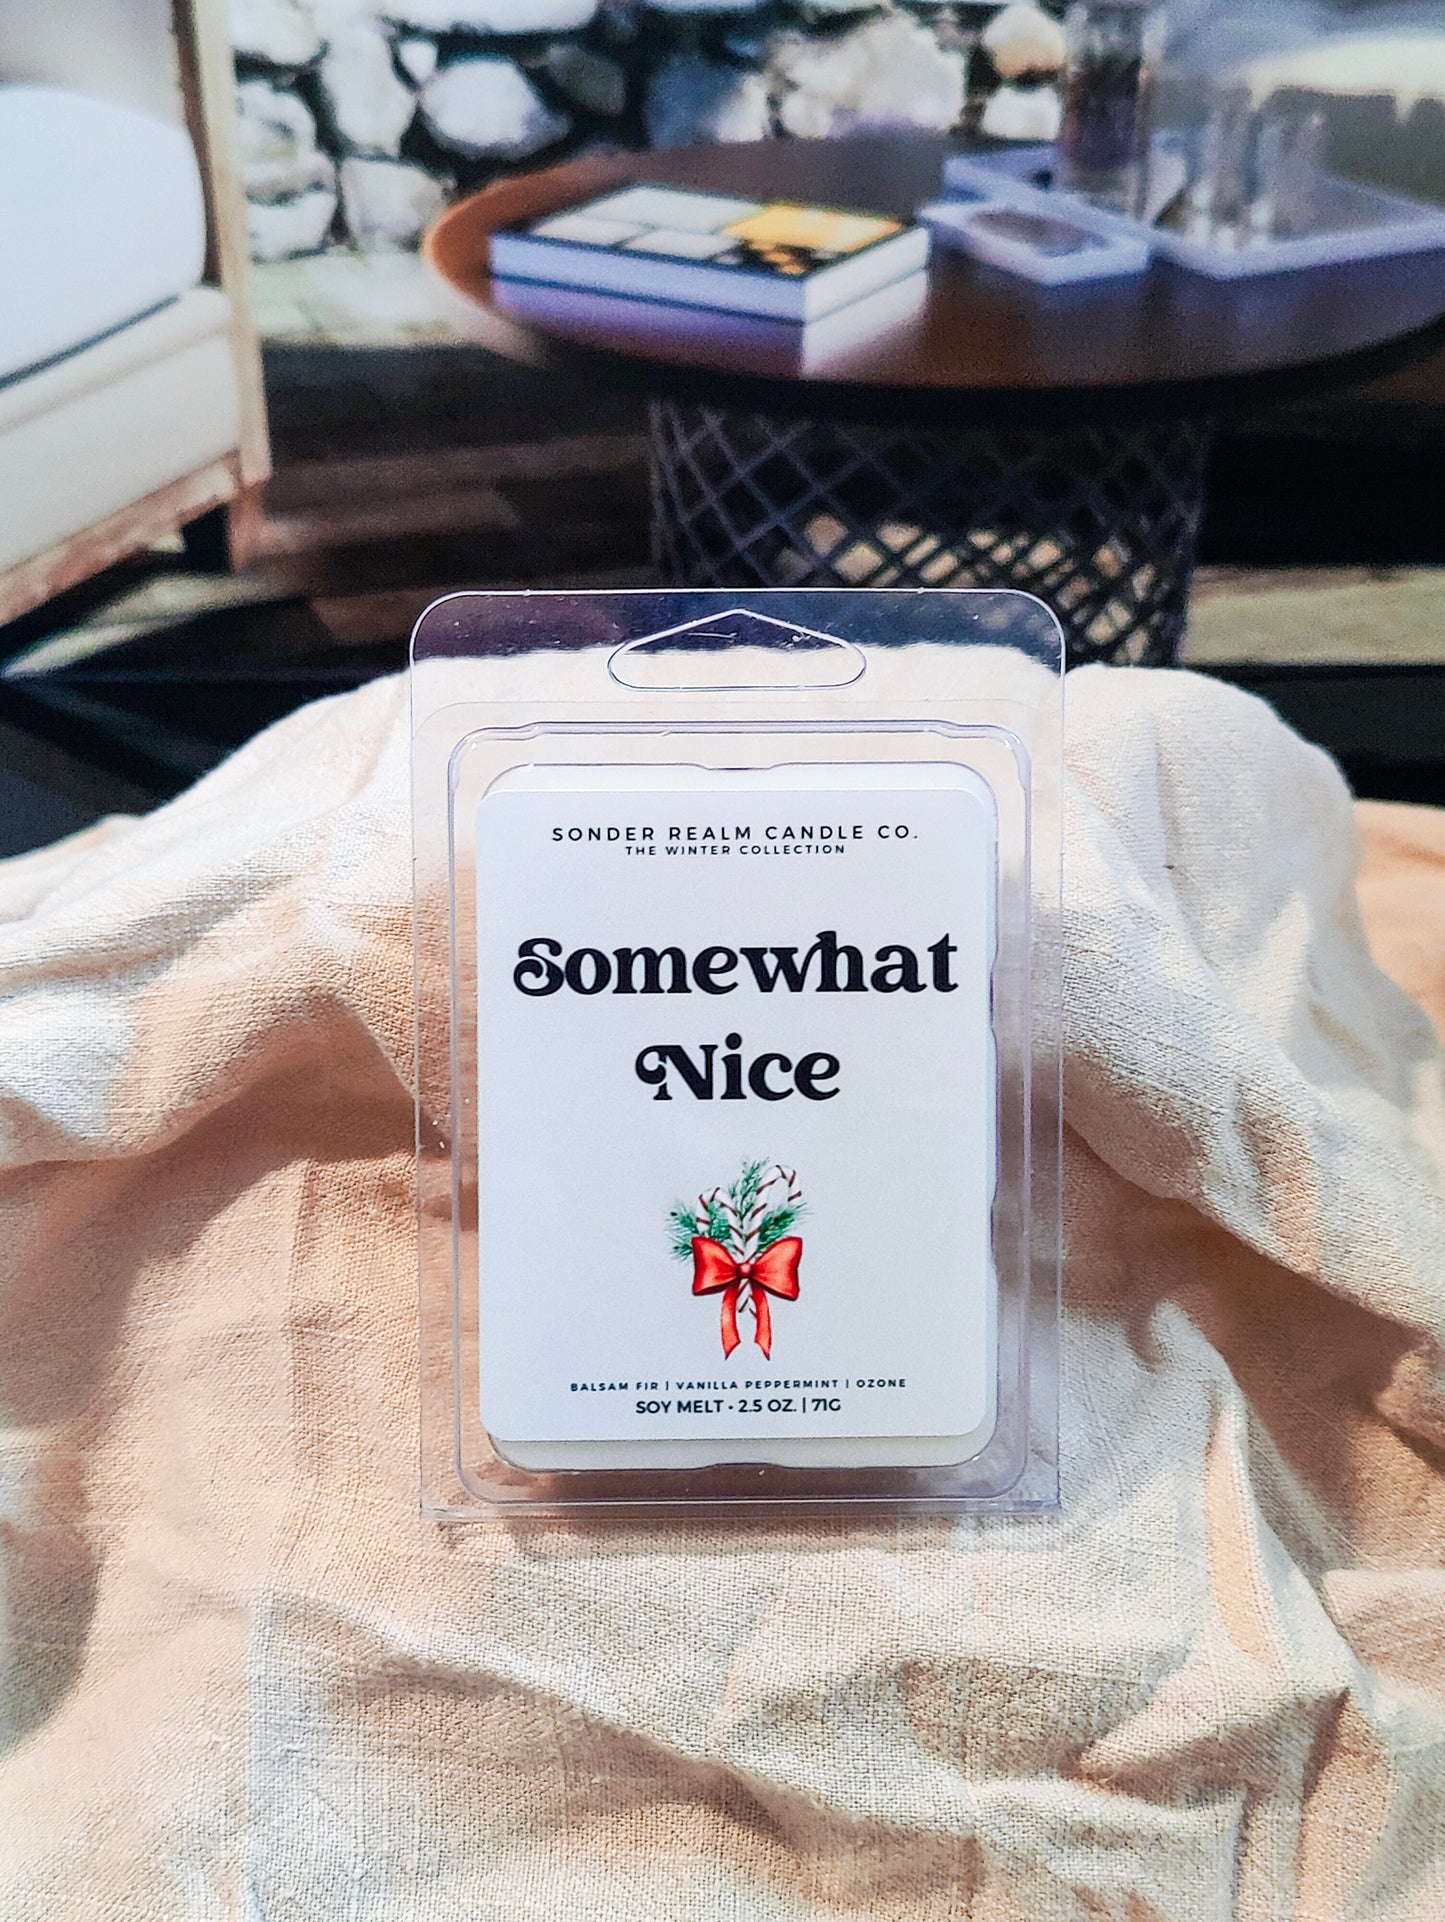 SONDER REALM CANDLE CO.
THE WINTER COLLECTION
Somewhat
Nice
BALSAM FIR | VANILLA PEPPERMINT | OZONE
SOY MELT • 2.5 OZ. | 71G